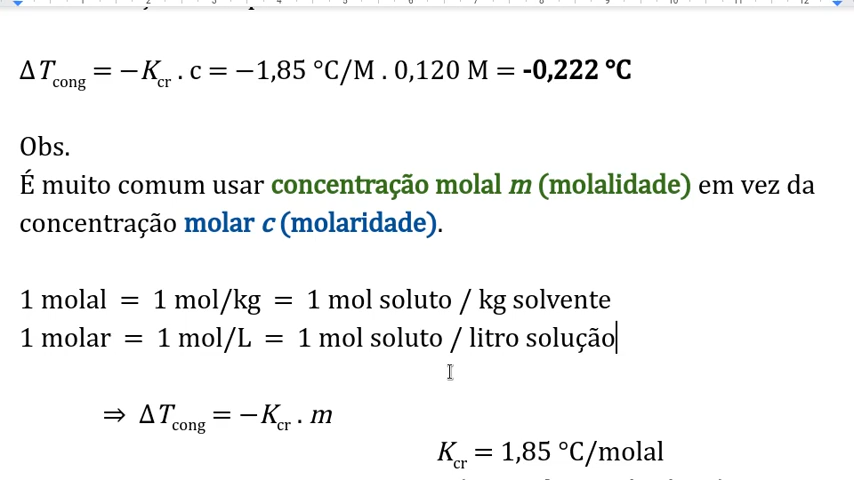 ΔT_cong = −K_cr . c = −1,85 °C/M . 0,120 M = -0,222 °C
Obs.
É muito comum usar concentração molal m (molalidade) em vez da
concentração molar c (molaridade).
1 molal = 1 mol/kg = 1 mol soluto / kg solvente
1 molar = 1 mol/L = 1 mol soluto / litro solução
⇒ ΔT_cong = −K_cr . m
K_cr = 1,85 °C/molal